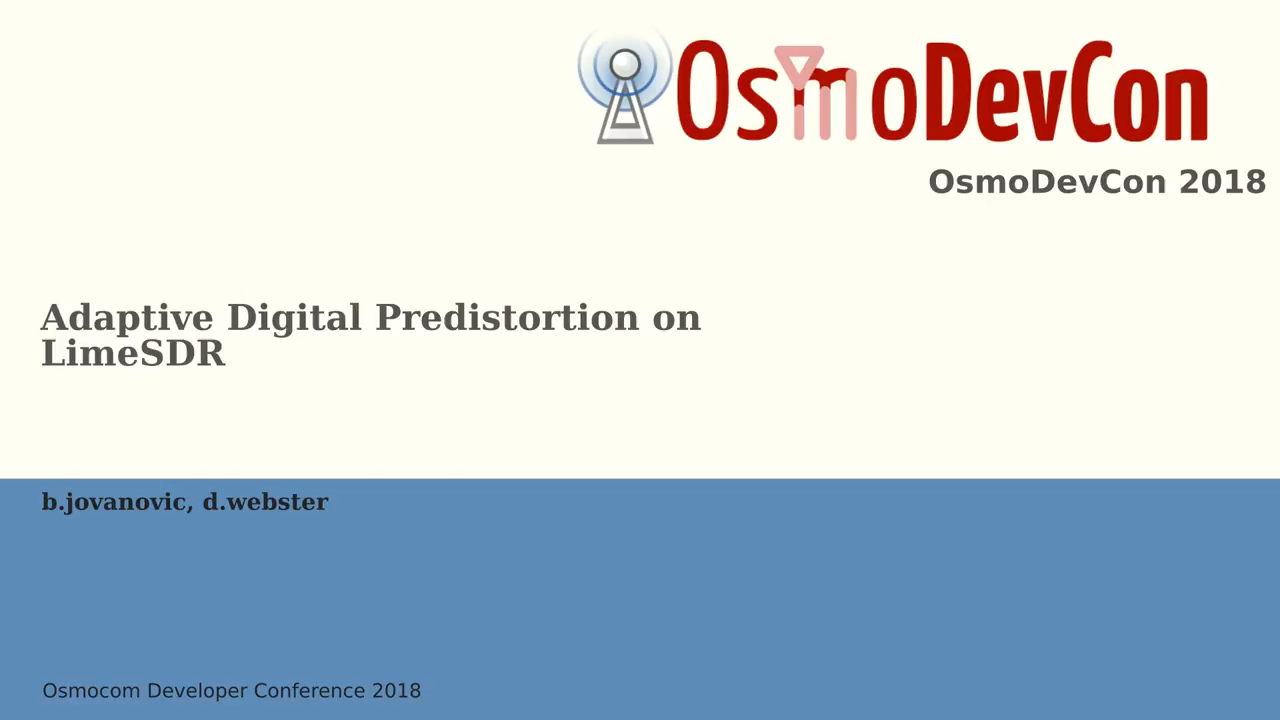 OsmoDevCon
OsmoDevCon 2018
Adaptive Digital Predistortion on
LimeSDR
b.jovanovic, d.webster
Osmocom Developer Conference 2018